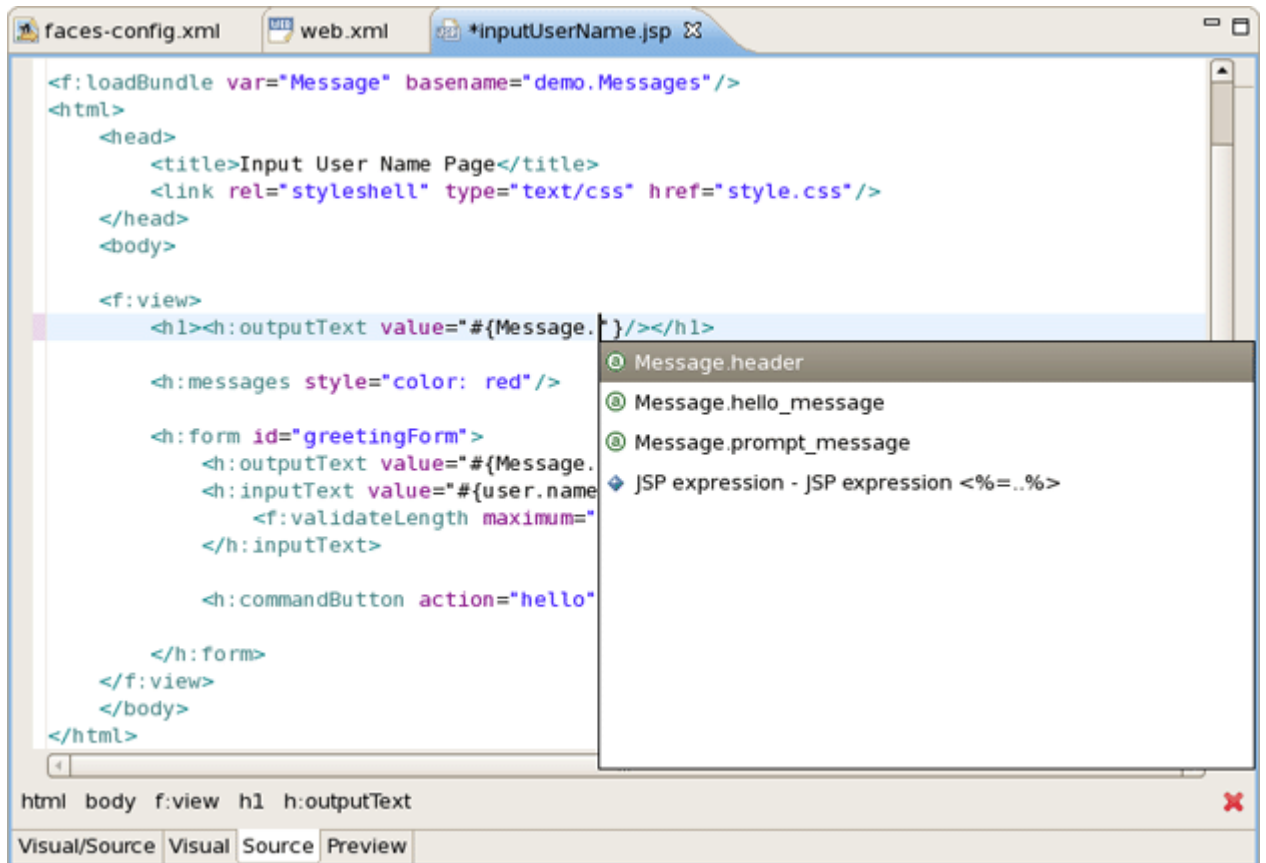 faces-config.xml web.xml *inputUserName.jsp
<f:loadBundle var="Message" basename="demo.Messages"/>
<html>
<head>
<title>Input User Name Page</title>
<link rel="styleshell" type="text/css" href="style.css"/>
</head>
<body>
<f:view>
<h1><h:outputText value="#{Message."}/></h1>
<h:messages style="color: red"/>
<h:form id="greetingForm">
<h:outputText value="#{Message.
<h:inputText value="#{user.name
<f:validateLength maximum="
</h:inputText>
<h:commandButton action="hello"
</h:form>
</f:view>
</body>
</html>
Message.header
Message.hello_message
Message.prompt_message
JSP expression - JSP expression <%=..%>
html body f:view h1 h:outputText
Visual/Source Visual Source Preview